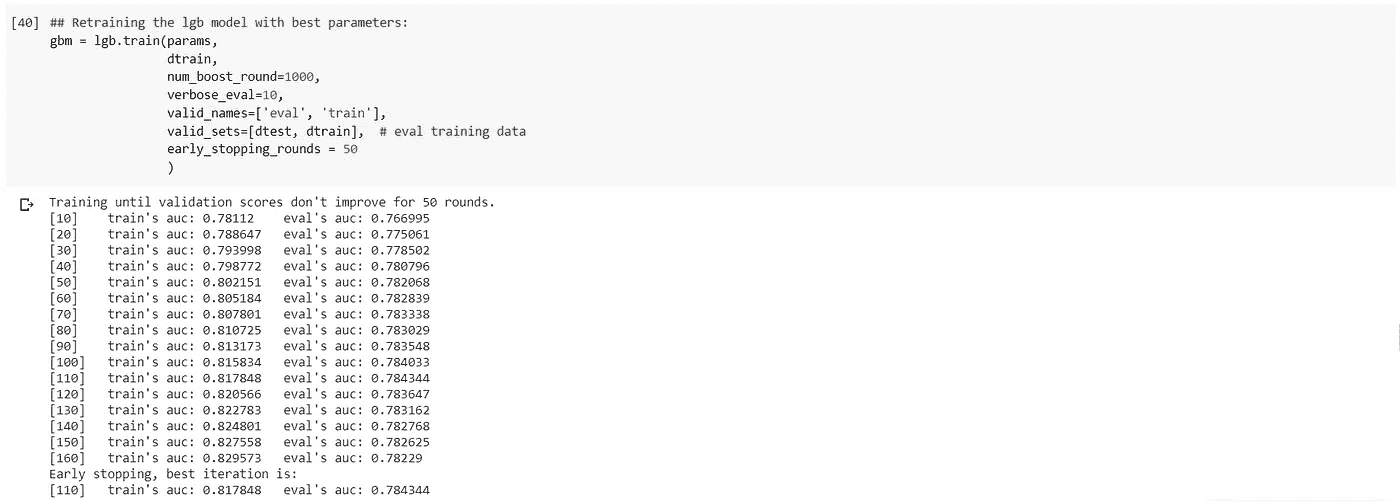 [40] ## Retraining the lgb model with best parameters:
gbm = lgb.train(params,
dtrain,
num_boost_round=1000,
verbose_eval=10,
valid_names=['eval', 'train'],
valid_sets=[dtest, dtrain],  # eval training data
early_stopping_rounds = 50
)
Training until validation scores don't improve for 50 rounds.
[10]	train's auc: 0.78112	eval's auc: 0.766995
[20]	train's auc: 0.788647	eval's auc: 0.775061
[30]	train's auc: 0.793998	eval's auc: 0.778502
[40]	train's auc: 0.798772	eval's auc: 0.780796
[50]	train's auc: 0.802151	eval's auc: 0.782068
[60]	train's auc: 0.805184	eval's auc: 0.782839
[70]	train's auc: 0.807801	eval's auc: 0.783338
[80]	train's auc: 0.810725	eval's auc: 0.783029
[90]	train's auc: 0.813173	eval's auc: 0.783548
[100]	train's auc: 0.815834	eval's auc: 0.784033
[110]	train's auc: 0.817848	eval's auc: 0.784344
[120]	train's auc: 0.820566	eval's auc: 0.783647
[130]	train's auc: 0.822783	eval's auc: 0.783162
[140]	train's auc: 0.824801	eval's auc: 0.782768
[150]	train's auc: 0.827558	eval's auc: 0.782625
[160]	train's auc: 0.829573	eval's auc: 0.78229
Early stopping, best iteration is:
[110]	train's auc: 0.817848	eval's auc: 0.784344